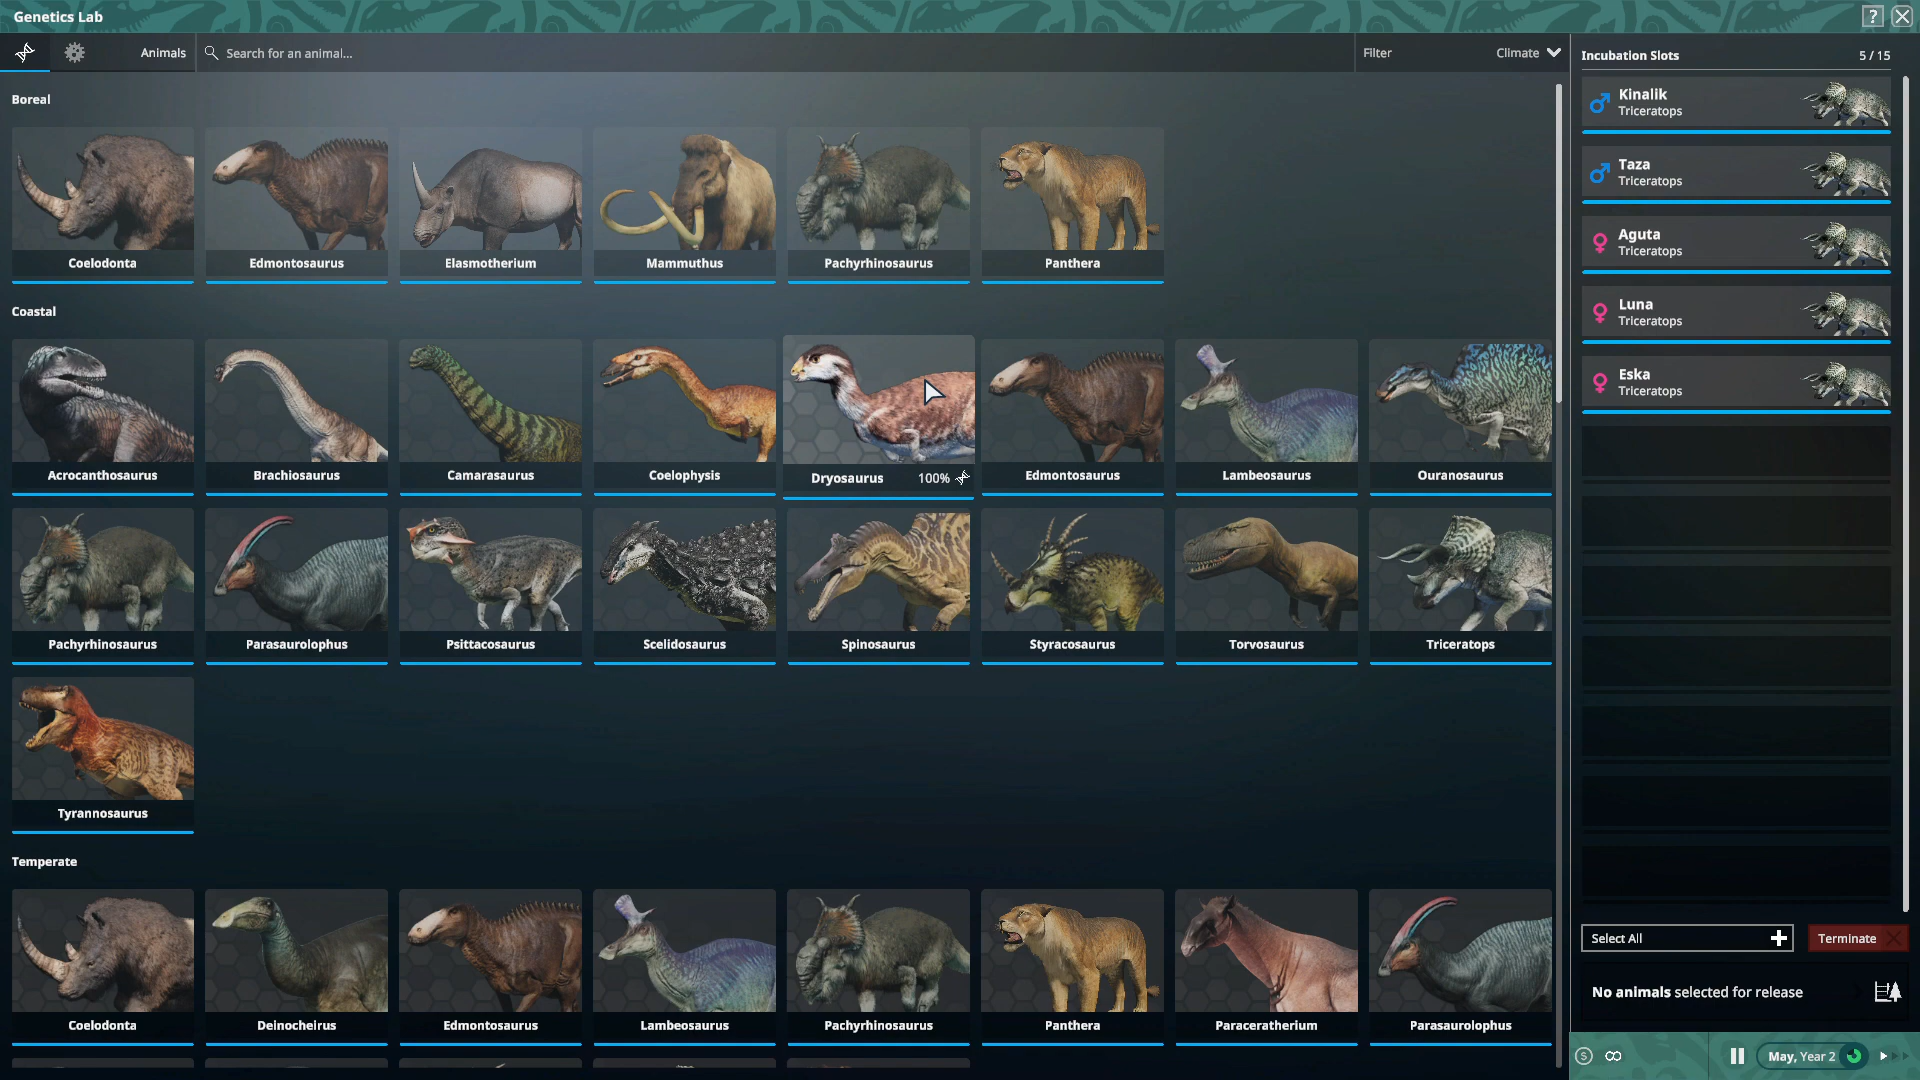 Genetics Lab
?
Animals
Search for an animal...
Filter
Climate
Incubation Slots
5 / 15
Boreal
Coelodonta
Edmontosaurus
Elasmotherium
Mammuthus
Pachyrhinosaurus
Panthera
Coastal
Acrocanthosaurus
Brachiosaurus
Camarasaurus
Coelophysis
Dryosaurus
100%
Edmontosaurus
Lambeosaurus
Ouranosaurus
Pachyrhinosaurus
Parasaurolophus
Psittacosaurus
Scelidosaurus
Spinosaurus
Styracosaurus
Torvosaurus
Triceratops
Tyrannosaurus
Temperate
Coelodonta
Deinocheirus
Edmontosaurus
Lambeosaurus
Pachyrhinosaurus
Panthera
Paraceratherium
Parasaurolophus
Kinalik
Triceratops
Taza
Triceratops
Aguta
Triceratops
Luna
Triceratops
Eska
Triceratops
Select All
Terminate
No animals selected for release
May, Year 2